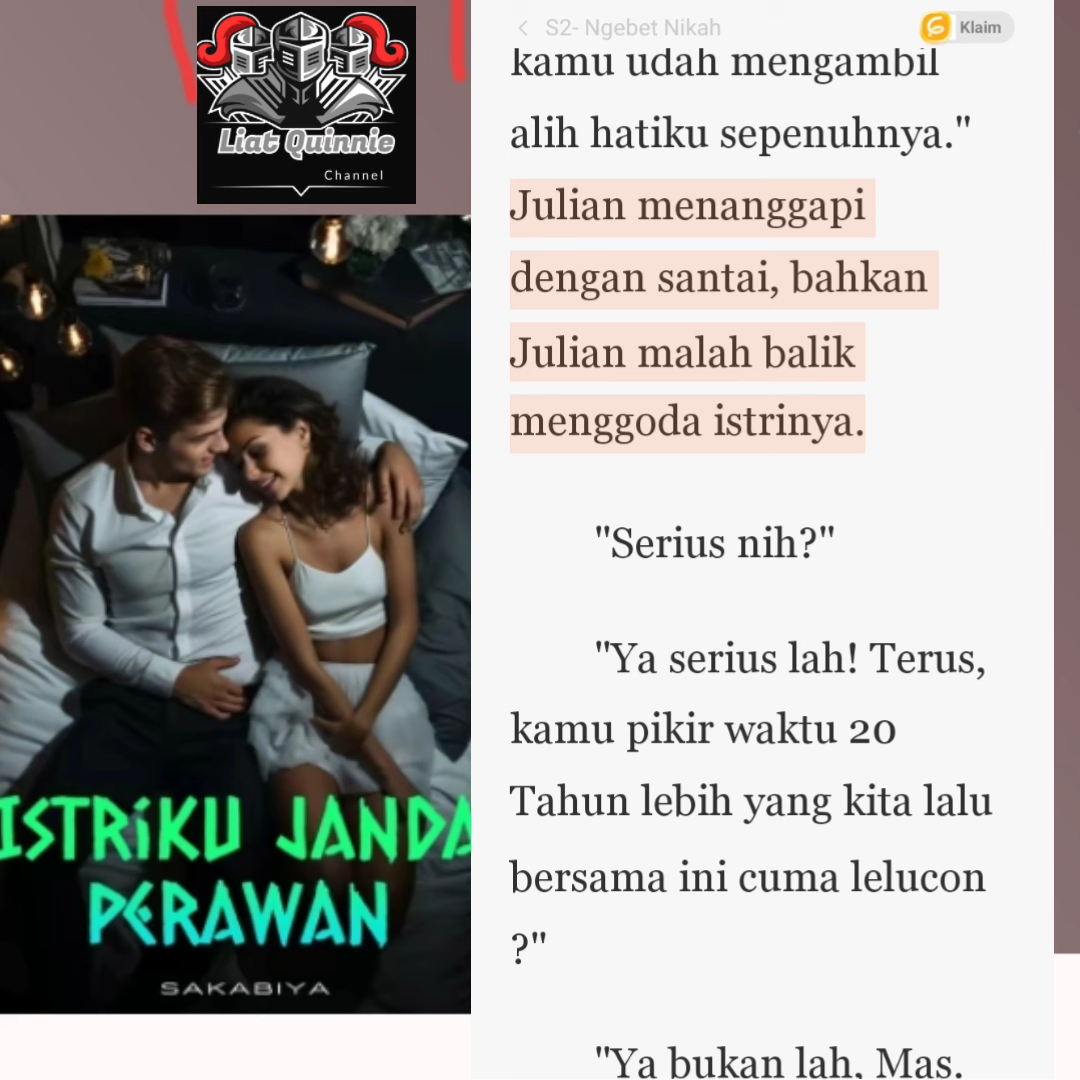 Liat Quinnie
Channel
ISTRIKU JANDA
PERAWAN
SAKABIYA
S2- Ngebet Nikah
Klaim
kamu udah mengambil
alih hatiku sepenuhnya."
Julian menanggapi
dengan santai, bahkan
Julian malah balik
menggoda istrinya.
"Serius nih?"
"Ya serius lah! Terus,
kamu pikir waktu 20
Tahun lebih yang kita lalu
bersama ini cuma lelucon
?"
"Ya bukan lah, Mas.